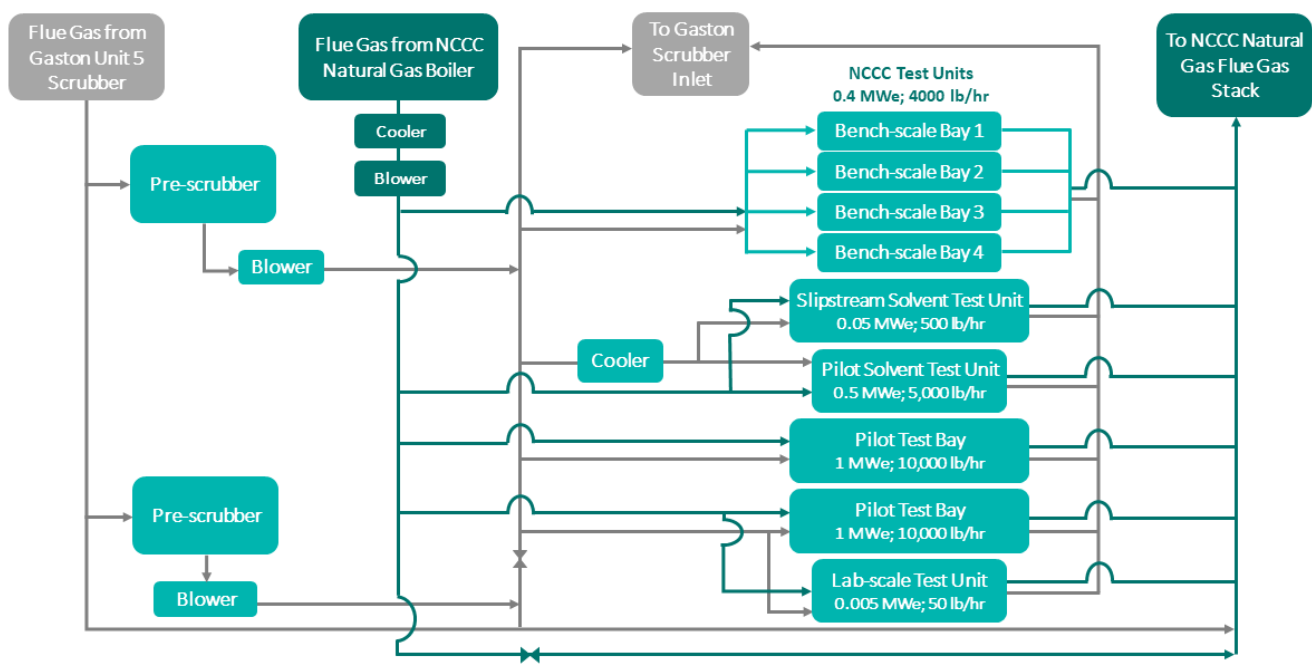 Flue Gas from
Gaston Unit 5
Scrubber
Flue Gas from NCCC
Natural Gas Boiler
To Gaston
Scrubber
Inlet
To NCCC Natural
Gas Flue Gas
Stack
NCCC Test Units
0.4 MWe; 4000 lb/hr
Cooler
Blower
Pre-scrubber
Blower
Bench-scale Bay 1
Bench-scale Bay 2
Bench-scale Bay 3
Bench-scale Bay 4
Slipstream Solvent Test Unit
0.05 MWe; 500 lb/hr
Cooler
Pilot Solvent Test Unit
0.5 MWe; 5,000 lb/hr
Pilot Test Bay
1 MWe; 10,000 lb/hr
Pre-scrubber
Pilot Test Bay
1 MWe; 10,000 lb/hr
Blower
Lab-scale Test Unit
0.005 MWe; 50 lb/hr